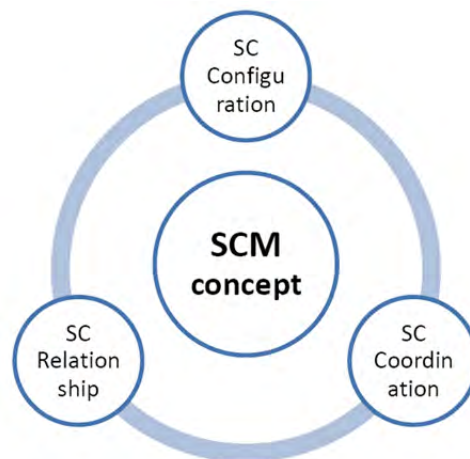 SC
Configu
ration
SCM
concept
SC
Relation
ship
SC
Coordin
ation